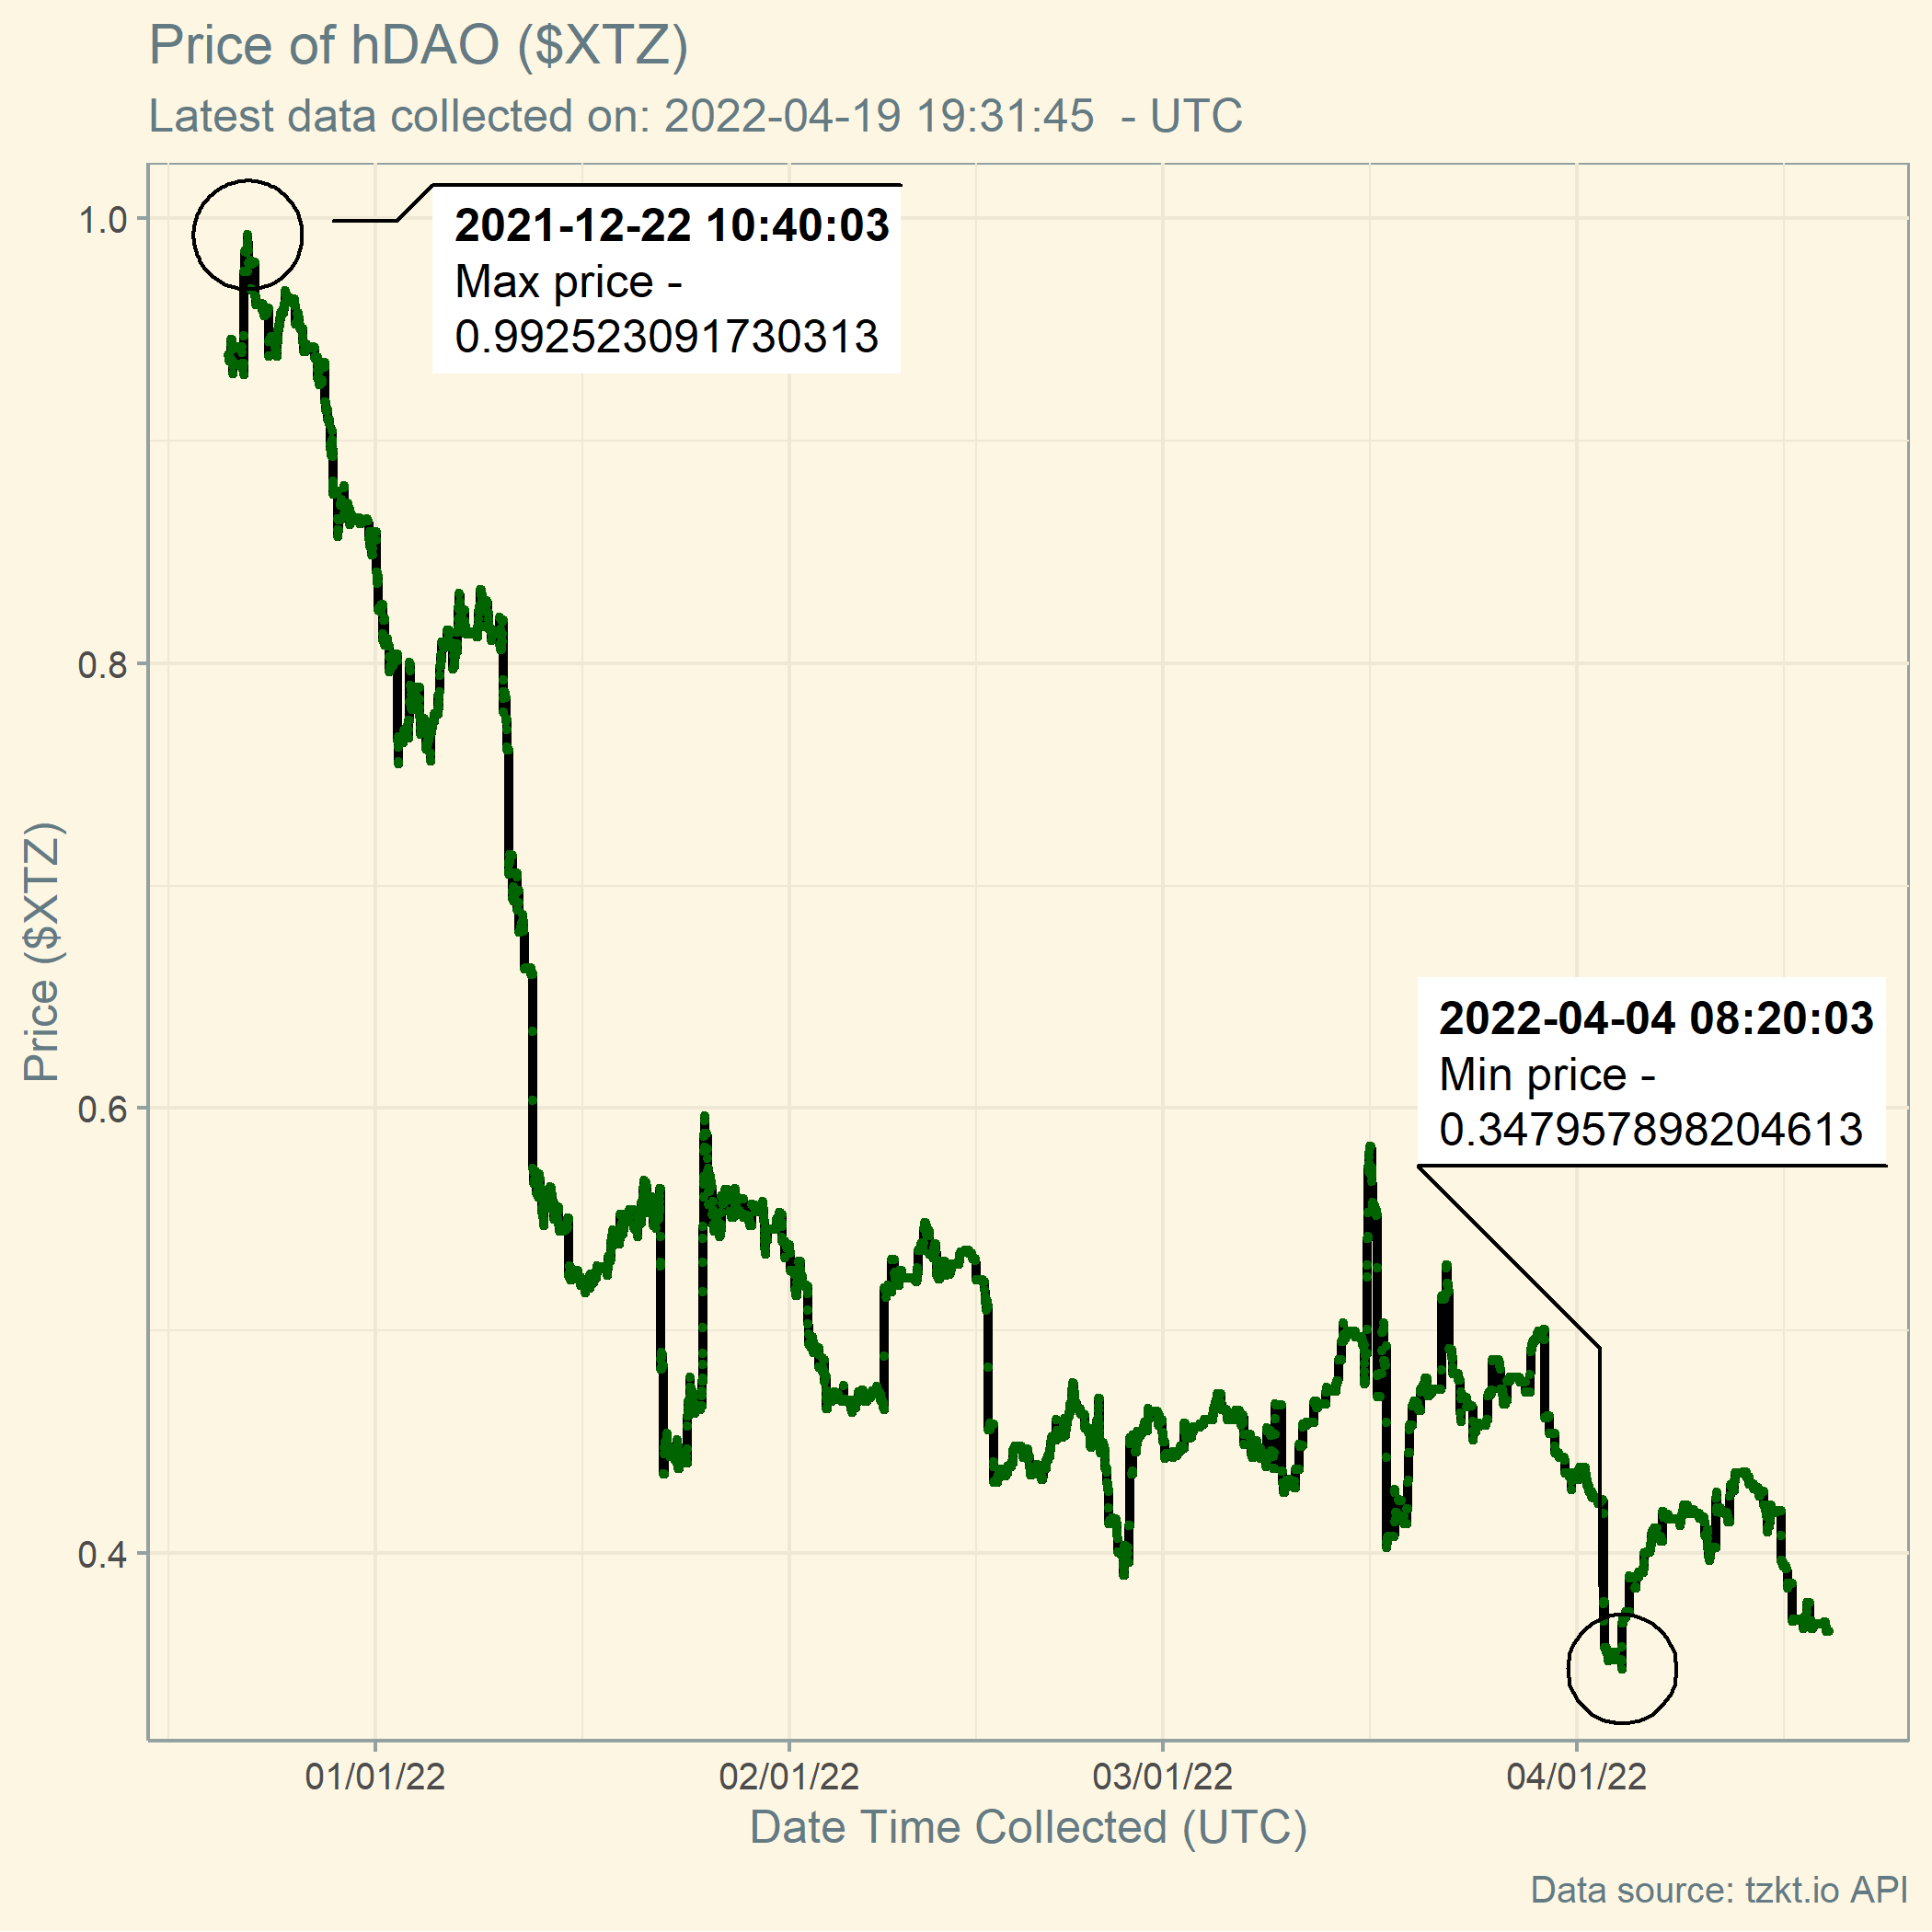 Price of hDAO ($XTZ)
Latest data collected on: 2022-04-19 19:31:45  - UTC
2021-12-22 10:40:03
Max price -
0.992523091730313
2022-04-04 08:20:03
Min price -
0.347957898204613
Price ($XTZ)
1.0
0.8
0.6
0.4
01/01/22
02/01/22
03/01/22
04/01/22
Date Time Collected (UTC)
Data source: tzkt.io API